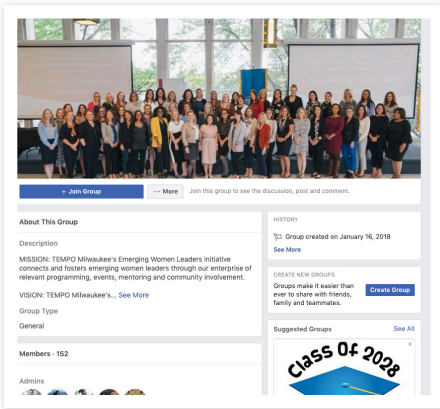 + Join Group
··· More
Join this group to see the discussion, post and comment.
About This Group
Description
MISSION: TEMPO Milwaukee's Emerging Women Leaders initiative
connects and fosters emerging women leaders through our enterprise of
relevant programming, events, mentoring and community involvement.
VISION: TEMPO Milwaukee's... See More
Group Type
General
Members · 152
Admins
HISTORY
Group created on January 16, 2018
See More
CREATE NEW GROUPS
Groups make it easier than
ever to share with friends,
family and teammates.
Create Group
Suggested Groups
See All
Class Of 2028